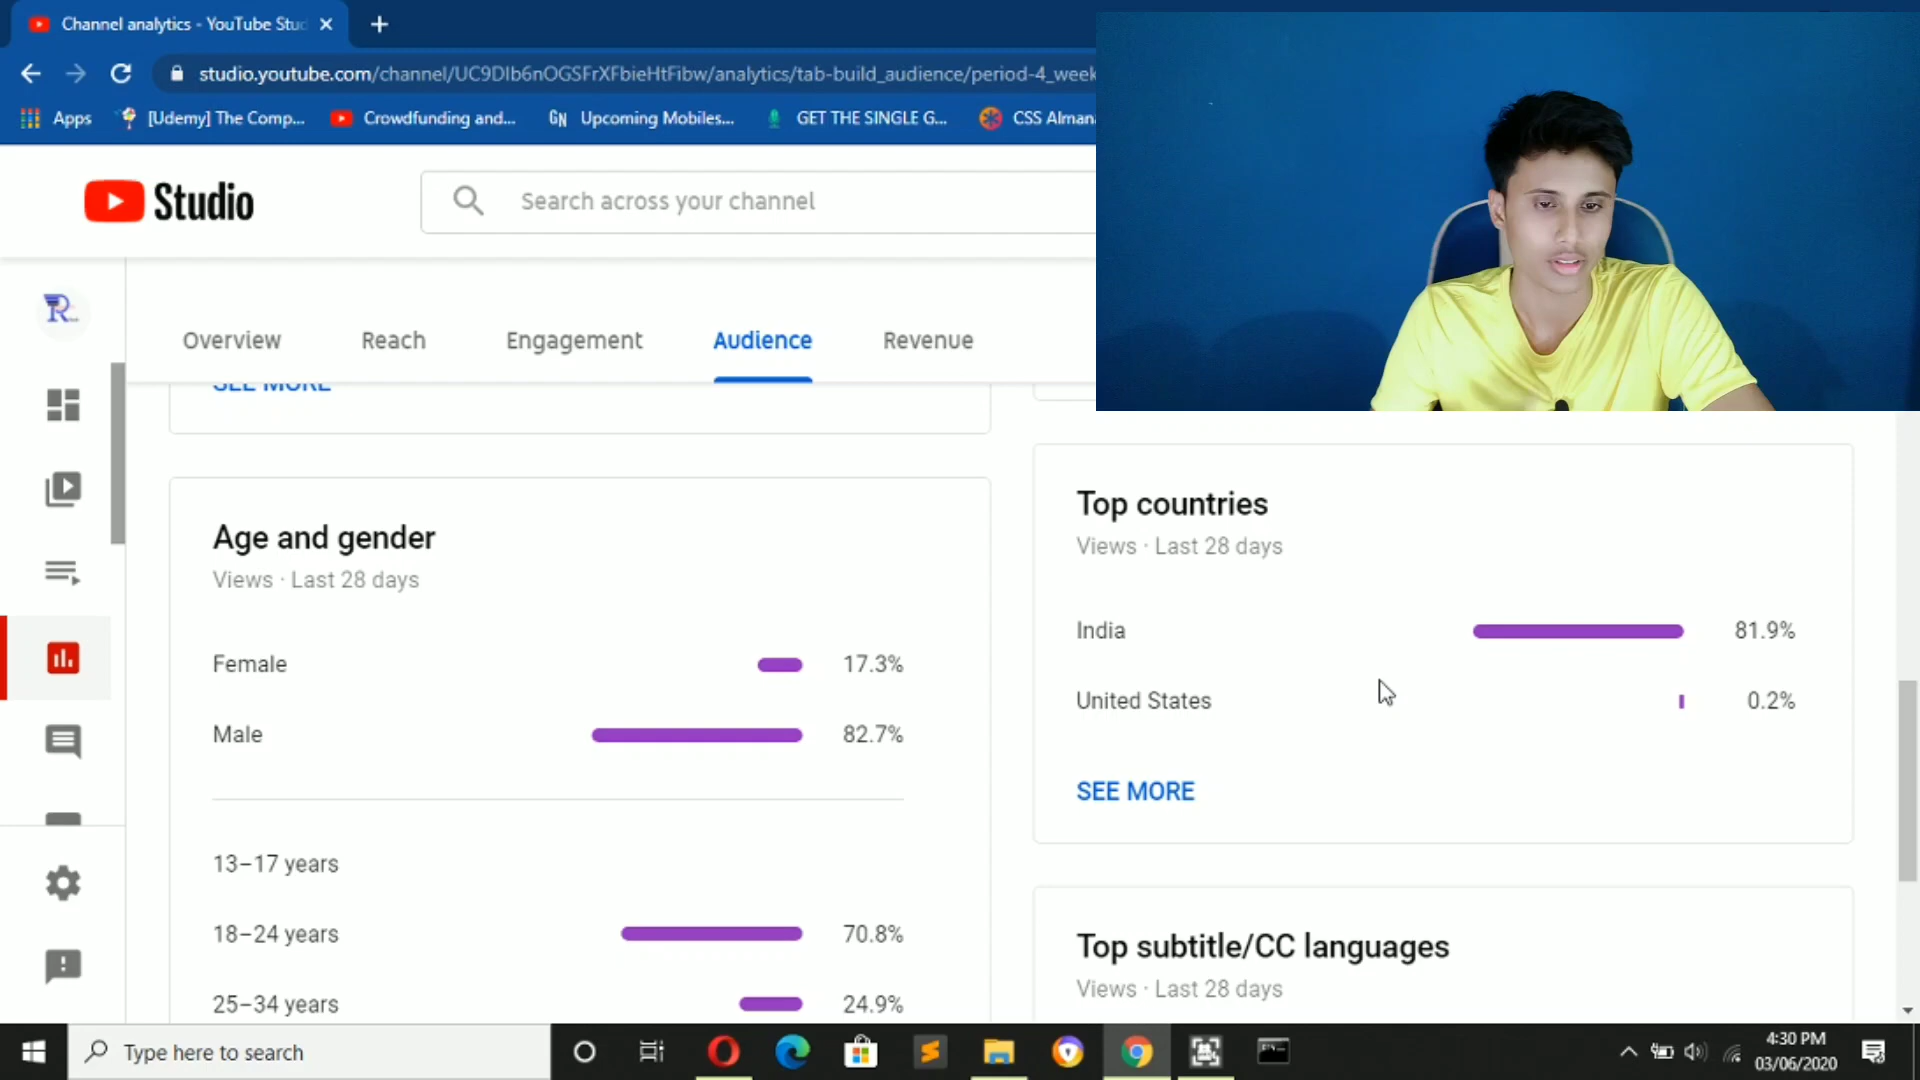 Channel analytics - YouTube Stu
studio.youtube.com/channel/UC9DIb6nOGSFrXFbieHtFibw/analytics/tab-build_audience/period-4_week
Apps
[Udemy] The Comp...
Crowdfunding and...
GN
Upcoming Mobiles...
GET THE SINGLE G...
CSS Alman
Studio
Search across your channel
R
Overview
Reach
Engagement
Audience
Revenue
SEE MORE
Age and gender
Views · Last 28 days
Female
17.3%
Male
82.7%
13–17 years
18–24 years
70.8%
25–34 years
24.9%
Top countries
Views · Last 28 days
India
81.9%
United States
0.2%
SEE MORE
Top subtitle/CC languages
Views · Last 28 days
Type here to search
4:30 PM
03/06/2020